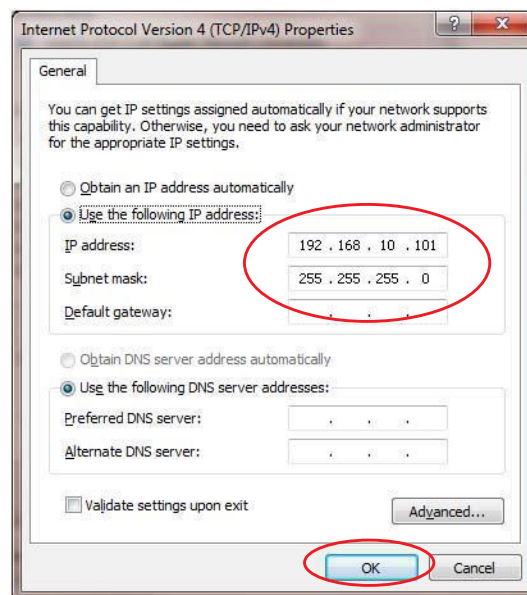 Internet Protocol Version 4 (TCP/IPv4) Properties
? X
General
You can get IP settings assigned automatically if your network supports
this capability. Otherwise, you need to ask your network administrator
for the appropriate IP settings.
Obtain an IP address automatically
Use the following IP address:
IP address: 192 . 168 . 10 . 101
Subnet mask: 255 . 255 . 255 . 0
Default gateway: . . .
Obtain DNS server address automatically
Use the following DNS server addresses:
Preferred DNS server: . . .
Alternate DNS server: . . .
Validate settings upon exit
Advanced...
OK Cancel